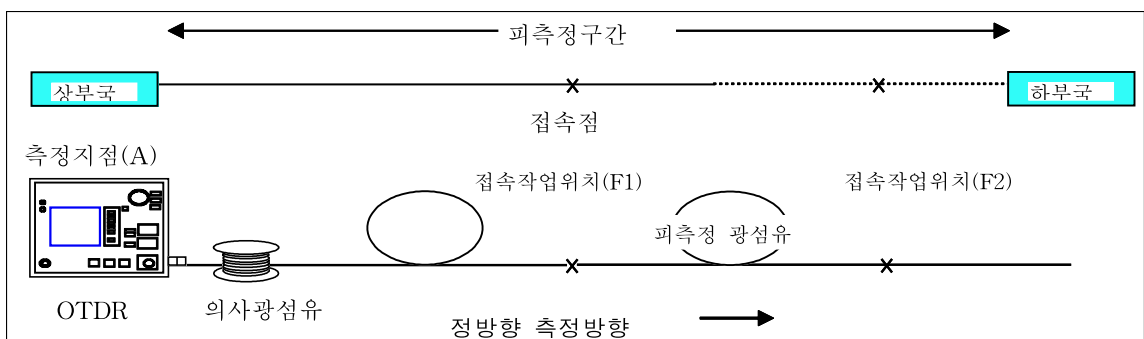 피측정구간
상부국
하부국
접속점
측정지점(A)
접속작업위치(F1)
접속작업위치(F2)
피측정 광섬유
OTDR
의사광섬유
정방향 측정방향